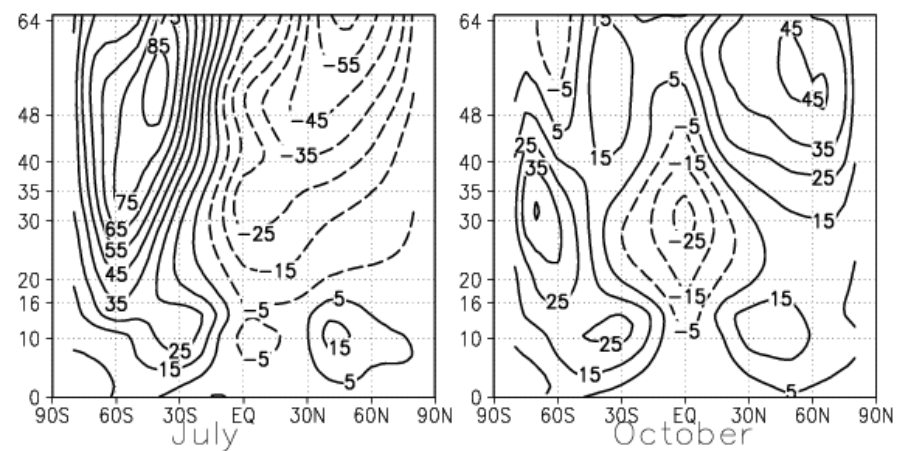 64 5 85 −55 64 15 45 −5
48 −45 48 5 −5 5 45
40 −35 40 25 15 −15 35
35 75 35 35 25
30 65 −25 30 −25 15
55
20 45 −15 20
16 35 −5 5 16 25 −15 15
10 25 −5 15 10 25 −5
15 5 15
0 0 5
90S 60S 30S EQ 30N 60N 90N 90S 60S 30S EQ 30N 60N 90N
July October